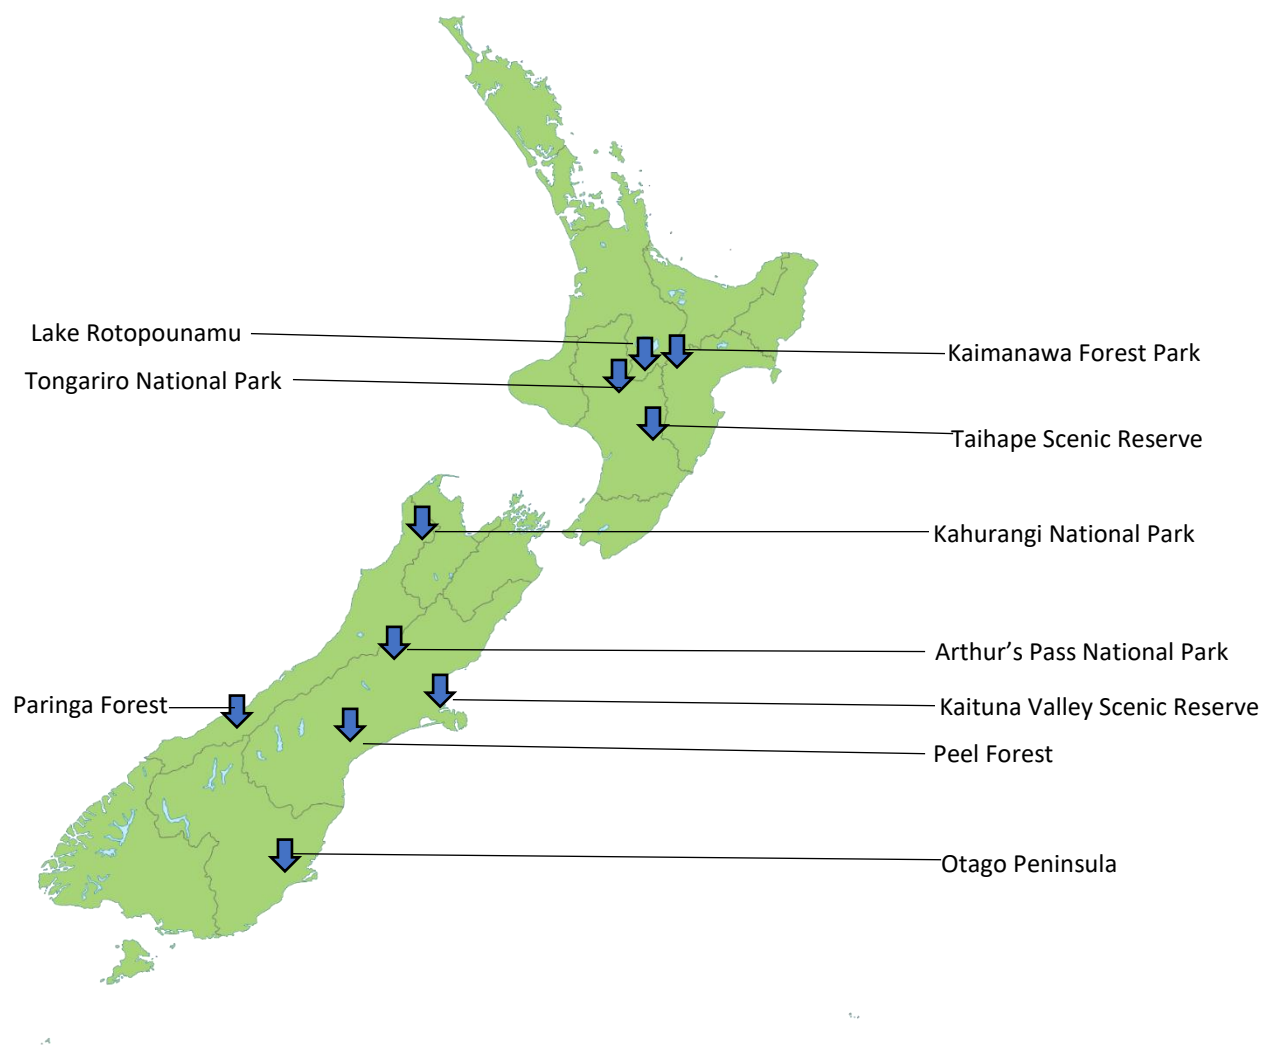 Lake Rotopounamu
Kaimanawa Forest Park
Tongariro National Park
Taihape Scenic Reserve
Kahurangi National Park
Arthur’s Pass National Park
Paringa Forest
Kaituna Valley Scenic Reserve
Peel Forest
Otago Peninsula